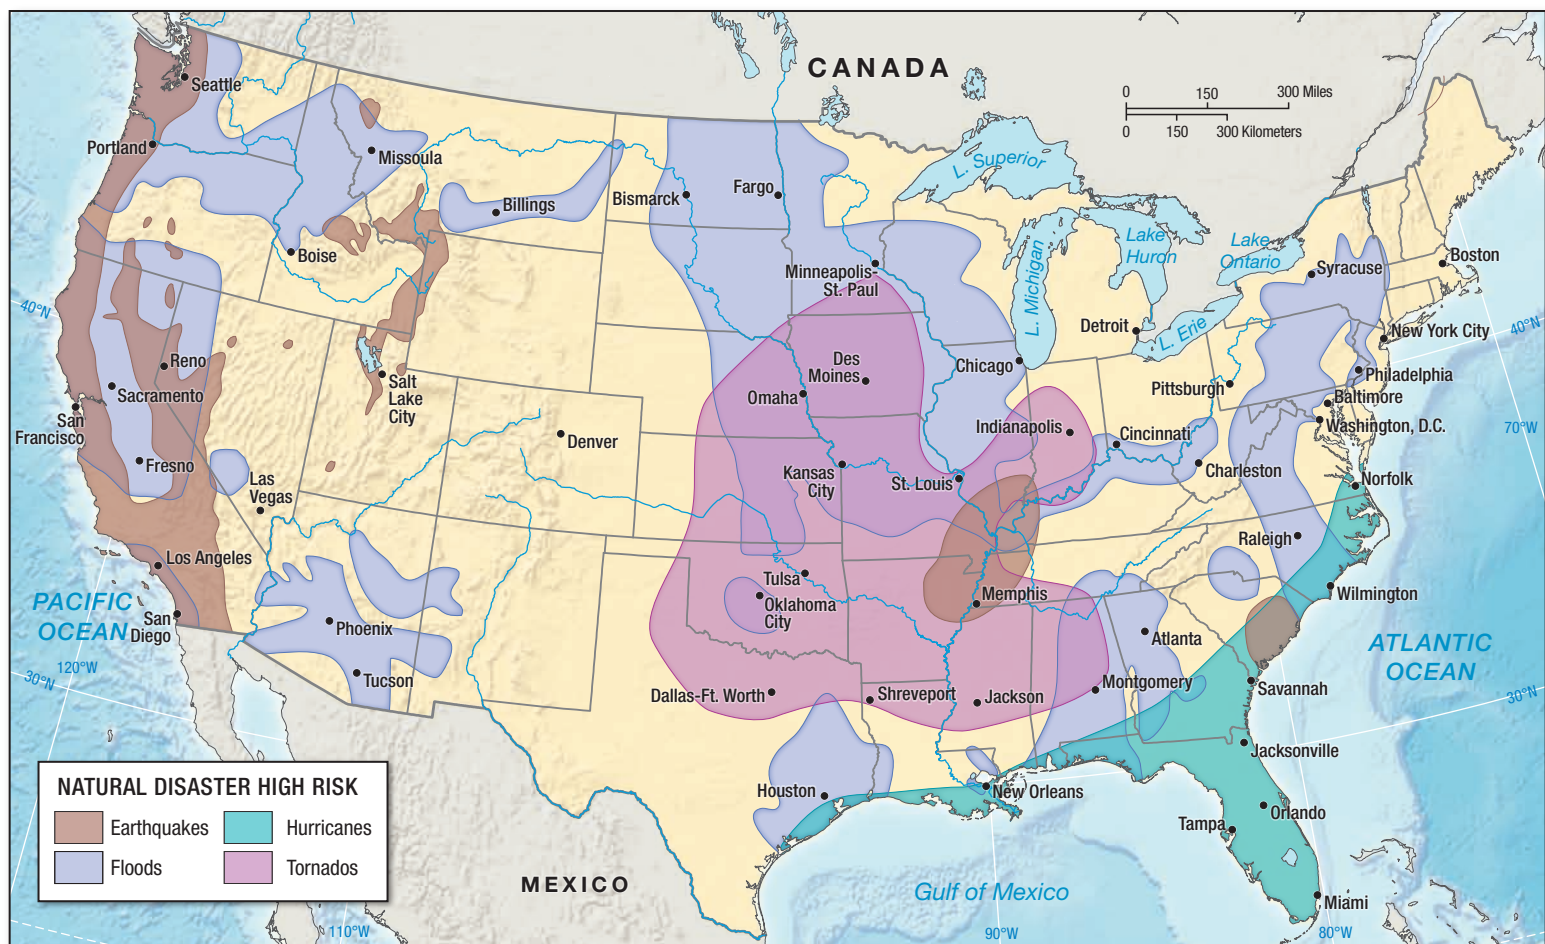 CANADA
0 150 300 Miles
0 150 300 Kilometers
Seattle
Portland
Missoula
Billings
Bismarck
Fargo
L. Superior
Boise
Minneapolis-
St. Paul
L. Michigan
Lake
Huron
Lake
Ontario
Syracuse
Boston
40°N
Detroit
L. Erie
New York City
40°N
Reno
Sacramento
San
Francisco
Salt
Lake
City
Des
Moines
Omaha
Chicago
Pittsburgh
Philadelphia
Baltimore
Washington, D.C.
70°W
Denver
Indianapolis
Cincinnati
Fresno
Las
Vegas
Kansas
City
St. Louis
Charleston
Norfolk
Los Angeles
Raleigh
PACIFIC
OCEAN
San
Diego
Phoenix
Tulsa
Oklahoma
City
Memphis
Wilmington
Atlanta
ATLANTIC
OCEAN
120°W
30°N
Tucson
Dallas-Ft. Worth
Shreveport
Jackson
Montgomery
Savannah
30°N
Jacksonville
Houston
New Orleans
Orlando
Tampa
Miami
MEXICO
Gulf of Mexico
110°W
90°W
80°W
NATURAL DISASTER HIGH RISK
Earthquakes
Hurricanes
Floods
Tornados